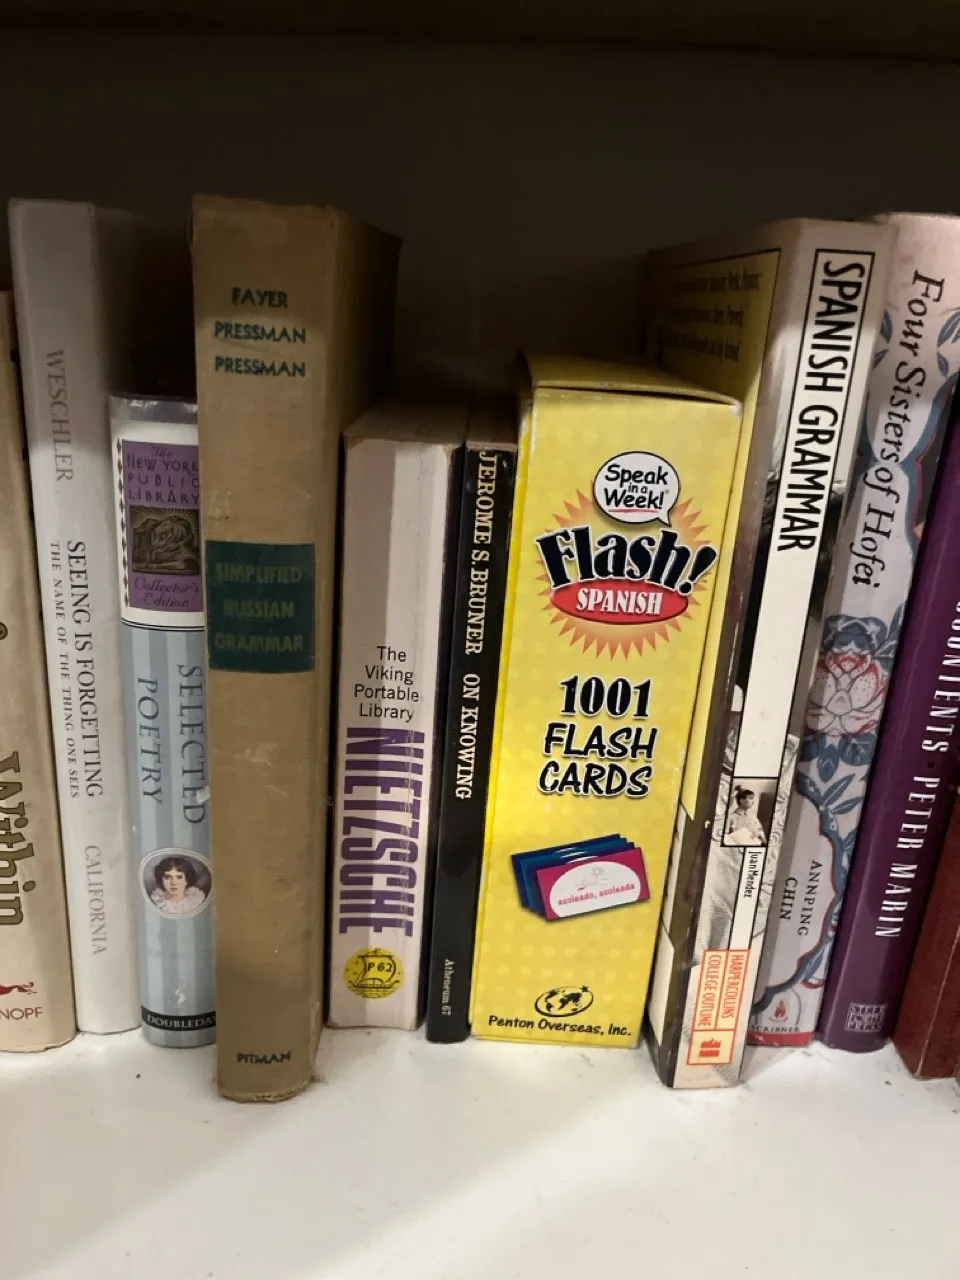 Within
KNOPF
WESCHLER
SEEING IS FORGETTING
THE NAME OF THE THING ONE SEES
CALIFORNIA
The
NEW YORK
PUBLIC
LIBRARY
Collector's
Edition
SELECTED
POETRY
DOUBLEDAY
FAYER
PRESSMAN
PRESSMAN
SIMPLIFIED
RUSSIAN
GRAMMAR
PITMAN
The
Viking
Portable
Library
NIETZSCHE
P 62
JEROME S. BRUNER ON KNOWING
Atheneum 67
Speak
in a
Week!
Flash!
SPANISH
1001
FLASH
CARDS
asoleado, asoleada
Penton Overseas, Inc.
SPANISH GRAMMAR
Juan Mendez
HARPERCOLLINS
COLLEGE OUTLINE
Four Sisters of Hofei
ANNPING
CHIN
SCRIBNER
PETER MARIN